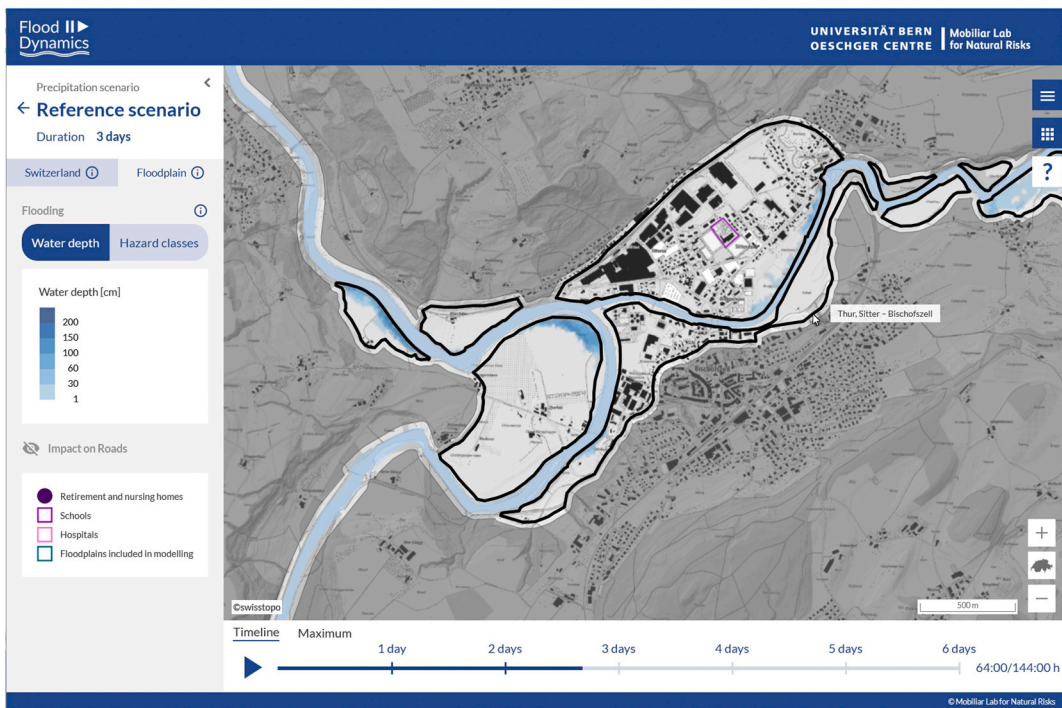 Flood
Dynamics
UNIVERSITÄT BERN
OESCHGER CENTRE
Mobiliar Lab
for Natural Risks
Precipitation scenario
Reference scenario
Duration 3 days
Switzerland
Floodplain
Flooding
Water depth
Hazard classes
Water depth [cm]
200
150
100
60
30
1
Impact on Roads
Retirement and nursing homes
Schools
Hospitals
Floodplains included in modelling
?
Thur, Sitter – Bischofszell
©swisstopo
500 m
Timeline
Maximum
1 day
2 days
3 days
4 days
5 days
6 days
64:00/144:00 h
© Mobiliar Lab for Natural Risks